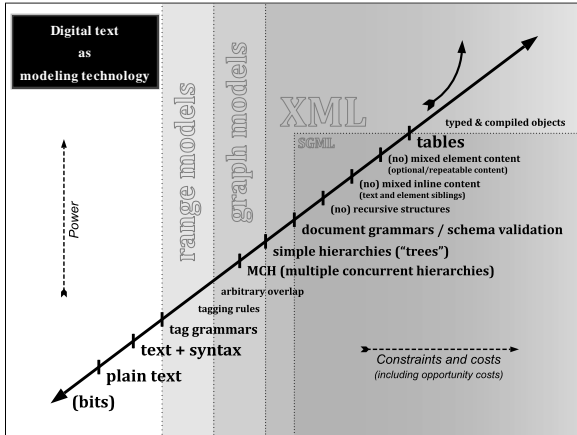 Digital text
as
modeling technology
range models
graph models
XML
SGML
Power
typed & compiled objects
tables
(no) mixed element content
(optional/repeatable content)
(no) mixed inline content
(text and element siblings)
(no) recursive structures
document grammars / schema validation
simple hierarchies (“trees”)
MCH (multiple concurrent hierarchies)
arbitrary overlap
tagging rules
tag grammars
text + syntax
plain text
(bits)
Constraints and costs
(including opportunity costs)